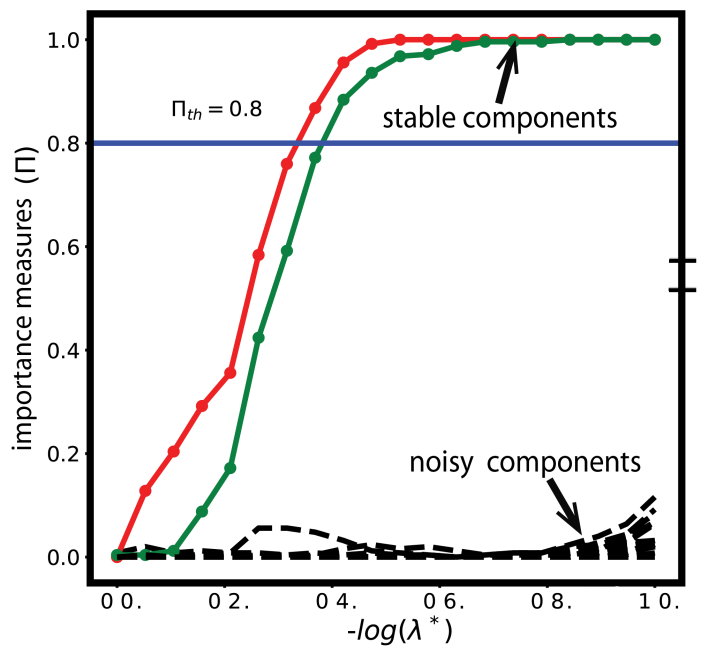 1.0
Π_th = 0.8
stable components
0.8
importance measures (Π)
0.6
0.4
0.2
noisy components
0.0
0 0. 0 2. 0 4. 0 6. 0 8. 1 0.
-log(λ*)